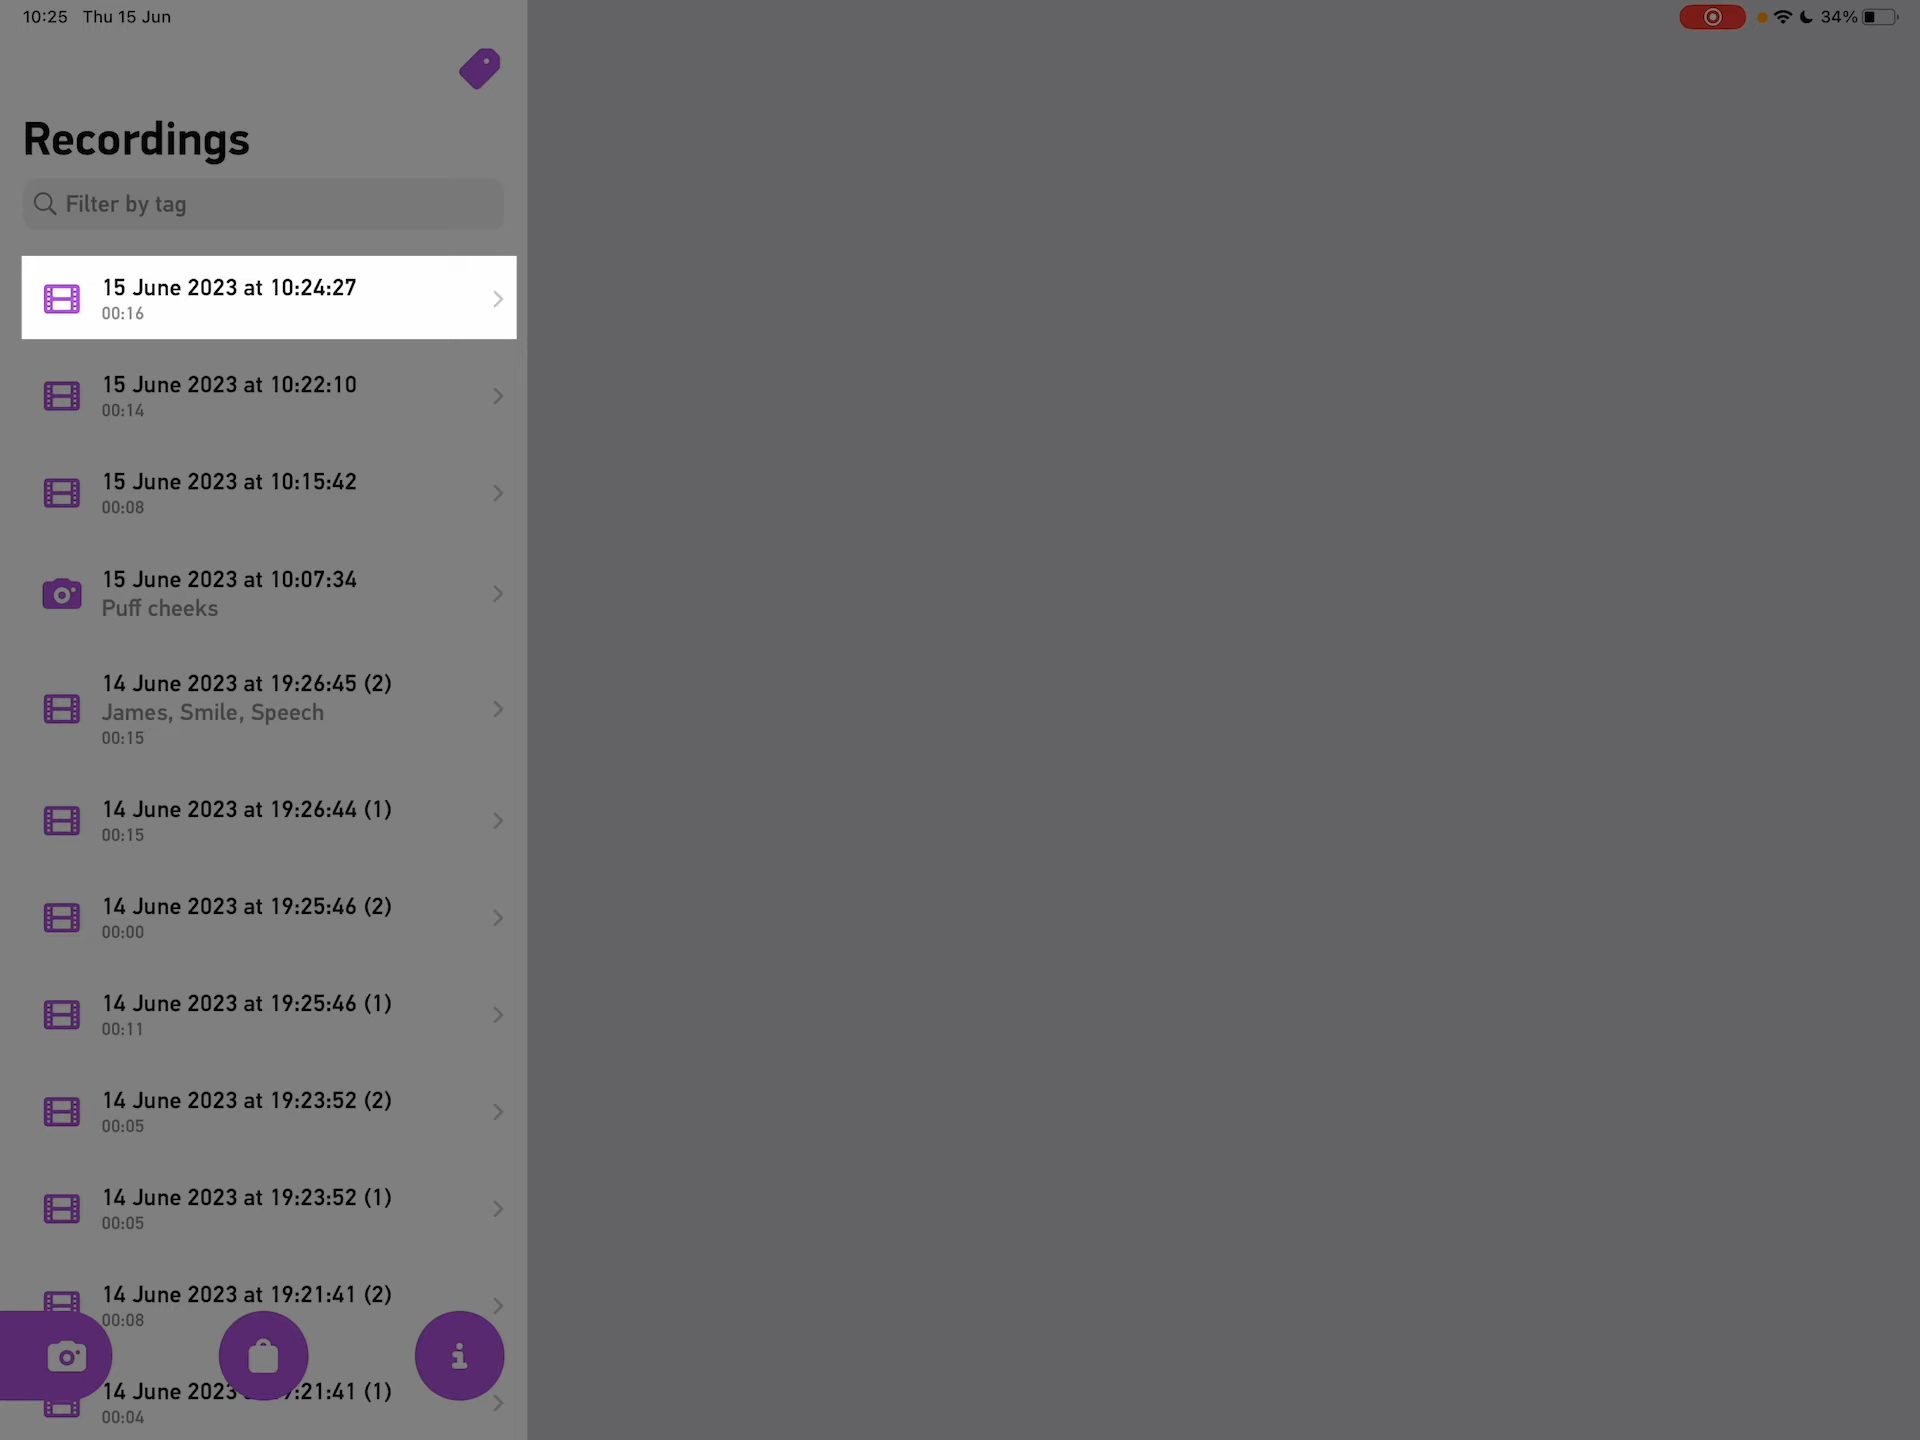 10:25 Thu 15 Jun
34%
Recordings
Filter by tag
15 June 2023 at 10:24:27
00:16
15 June 2023 at 10:22:10
00:14
15 June 2023 at 10:15:42
00:08
15 June 2023 at 10:07:34
Puff cheeks
14 June 2023 at 19:26:45 (2)
James, Smile, Speech
00:15
14 June 2023 at 19:26:44 (1)
00:15
14 June 2023 at 19:25:46 (2)
00:00
14 June 2023 at 19:25:46 (1)
00:11
14 June 2023 at 19:23:52 (2)
00:05
14 June 2023 at 19:23:52 (1)
00:05
14 June 2023 at 19:21:41 (2)
00:08
14 June 2023 :21:41 (1)
00:04